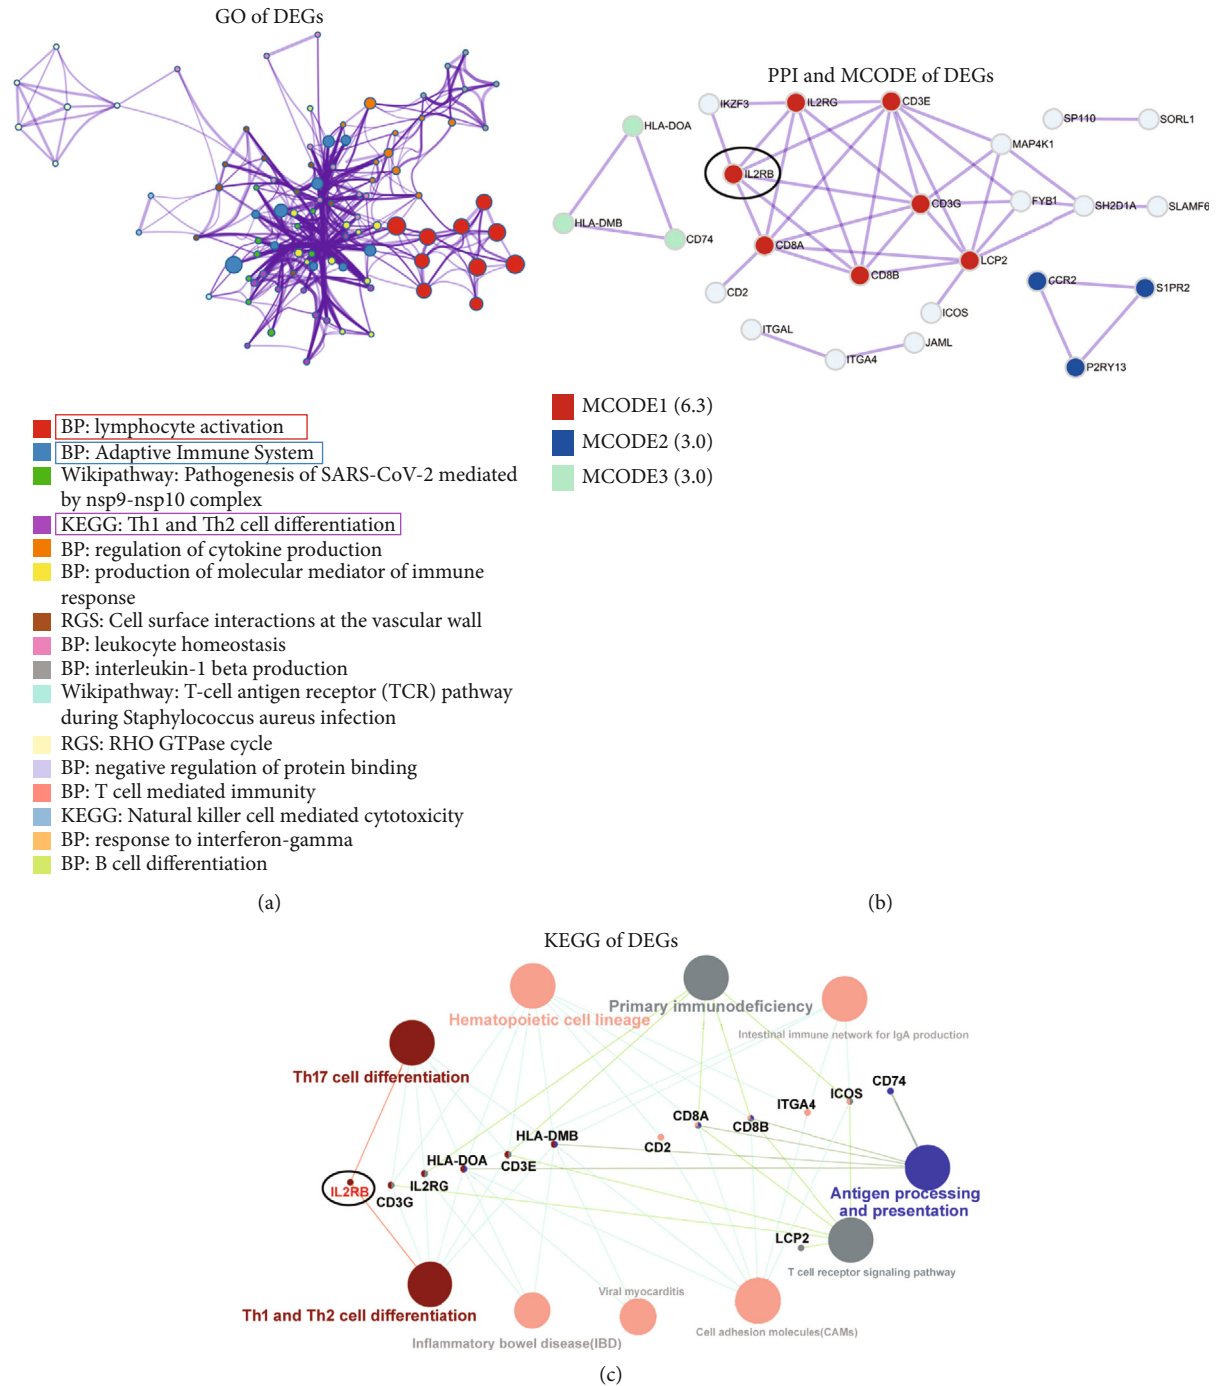 GO of DEGs
BP: lymphocyte activation
BP: Adaptive Immune System
Wikipathway: Pathogenesis of SARS-CoV-2 mediated
by nsp9-nsp10 complex
KEGG: Th1 and Th2 cell differentiation
BP: regulation of cytokine production
BP: production of molecular mediator of immune
response
RGS: Cell surface interactions at the vascular wall
BP: leukocyte homeostasis
BP: interleukin-1 beta production
Wikipathway: T-cell antigen receptor (TCR) pathway
during Staphylococcus aureus infection
RGS: RHO GTPase cycle
BP: negative regulation of protein binding
BP: T cell mediated immunity
KEGG: Natural killer cell mediated cytotoxicity
BP: response to interferon-gamma
BP: B cell differentiation
(a)
PPI and MCODE of DEGs
IKZF3
IL2RG
CD3E
HLA-DOA
SP110
SORL1
MAP4K1
IL2RB
CD3G
FYB1
SH2D1A
SLAMF6
HLA-DMB
CD74
CD8A
LCP2
CD8B
CCR2
S1PR2
CD2
ICOS
ITGAL
JAML
ITGA4
P2RY13
MCODE1 (6.3)
MCODE2 (3.0)
MCODE3 (3.0)
(b)
KEGG of DEGs
Primary immunodeficiency
Hematopoietic cell lineage
Intestinal immune network for IgA production
Th17 cell differentiation
CD74
ICOS
ITGA4
CD8A
CD8B
HLA-DMB
CD2
CD3E
HLA-DOA
IL2RG
IL2RB
CD3G
Antigen processing
and presentation
LCP2
T cell receptor signaling pathway
Viral myocarditis
Th1 and Th2 cell differentiation
Cell adhesion molecules(CAMs)
Inflammatory bowel disease(IBD)
(c)